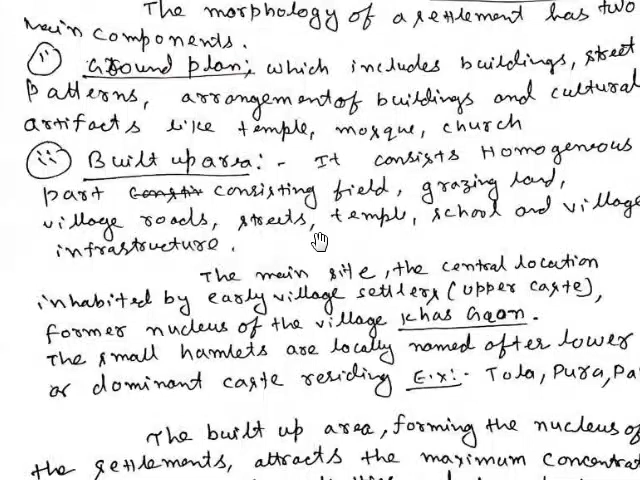 The morphology of a settlement has two
main components.
i) Ground plan; which includes buildings, street
patterns, arrangement of buildings and cultural
artifacts like temple, mosque, church
ii) Built up area:- It consists Homogeneous
part consisting field, grazing land,
village roads, streets, temple, school and village
infrastructure.
The main site, the central location
inhabited by early village settlers (upper caste),
former nucleus of the village Khas Gaon.
The small hamlets are locally named after lower
or dominant caste residing Ex:- Tola, Pura, Pa
The built up area, forming the nucleus of
the settlements, attracts the maximum concentrat